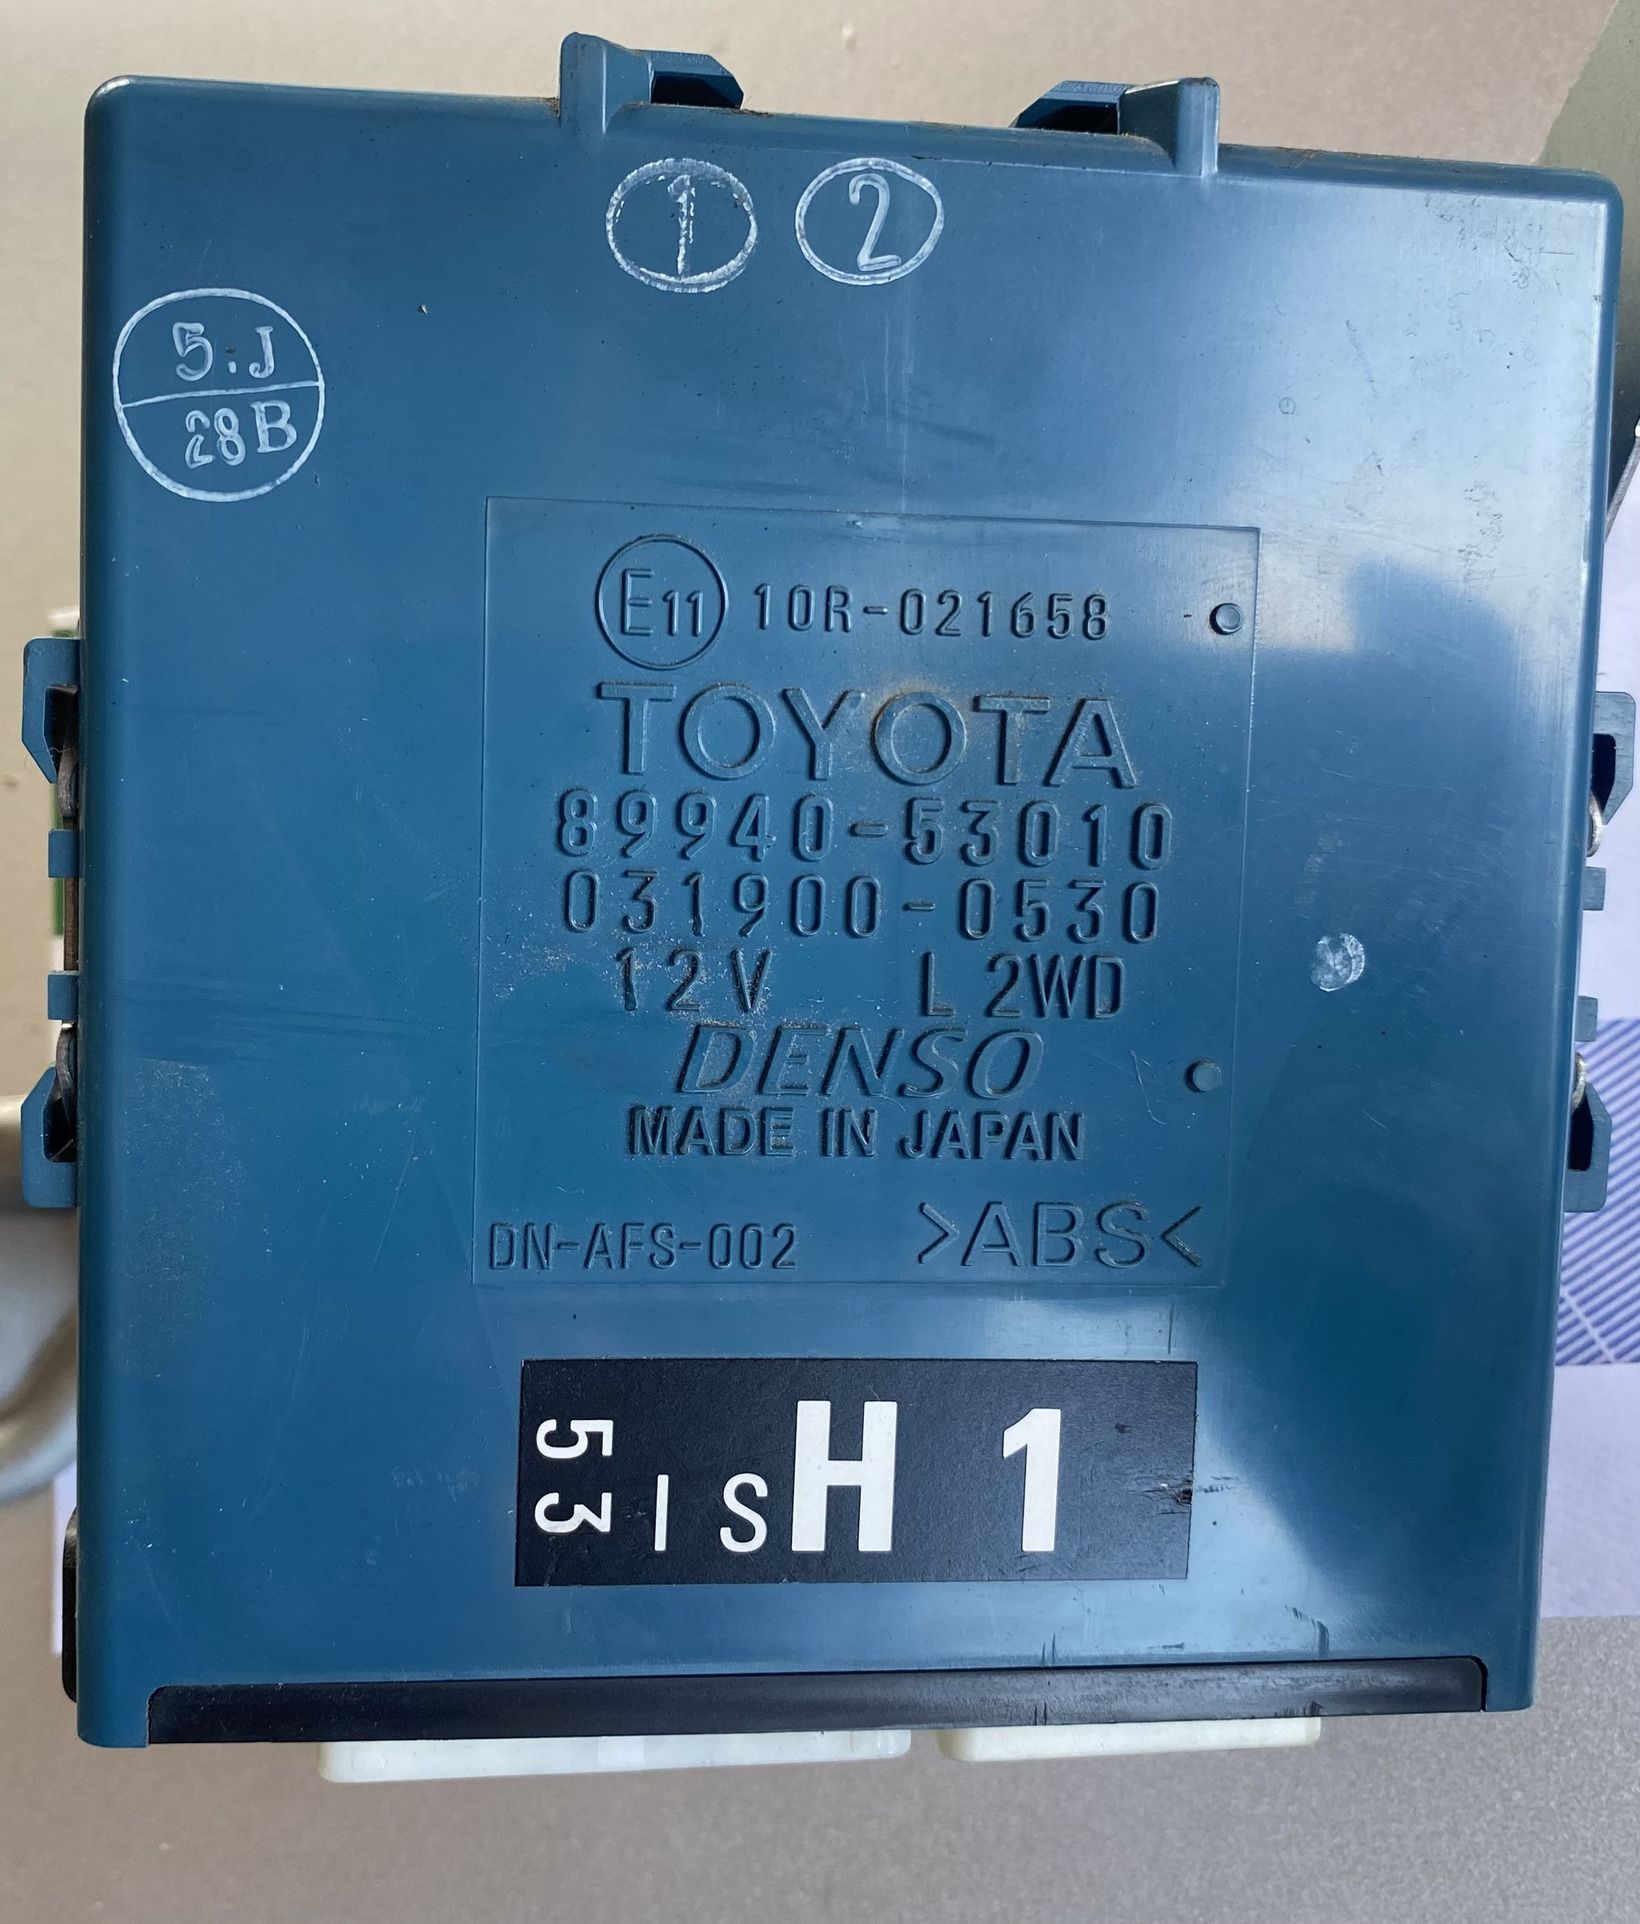 1 2
5.J
28B
E11 10R-021658
TOYOTA
89940-53010
031900-0530
12V L 2WD
DENSO
MADE IN JAPAN
DN-AFS-002 >ABS<
53 IS H 1